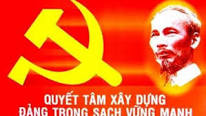 QUYẾT TÂM XÂY DỰNG
ĐẢNG TRONG SẠCH VỮNG MẠNH